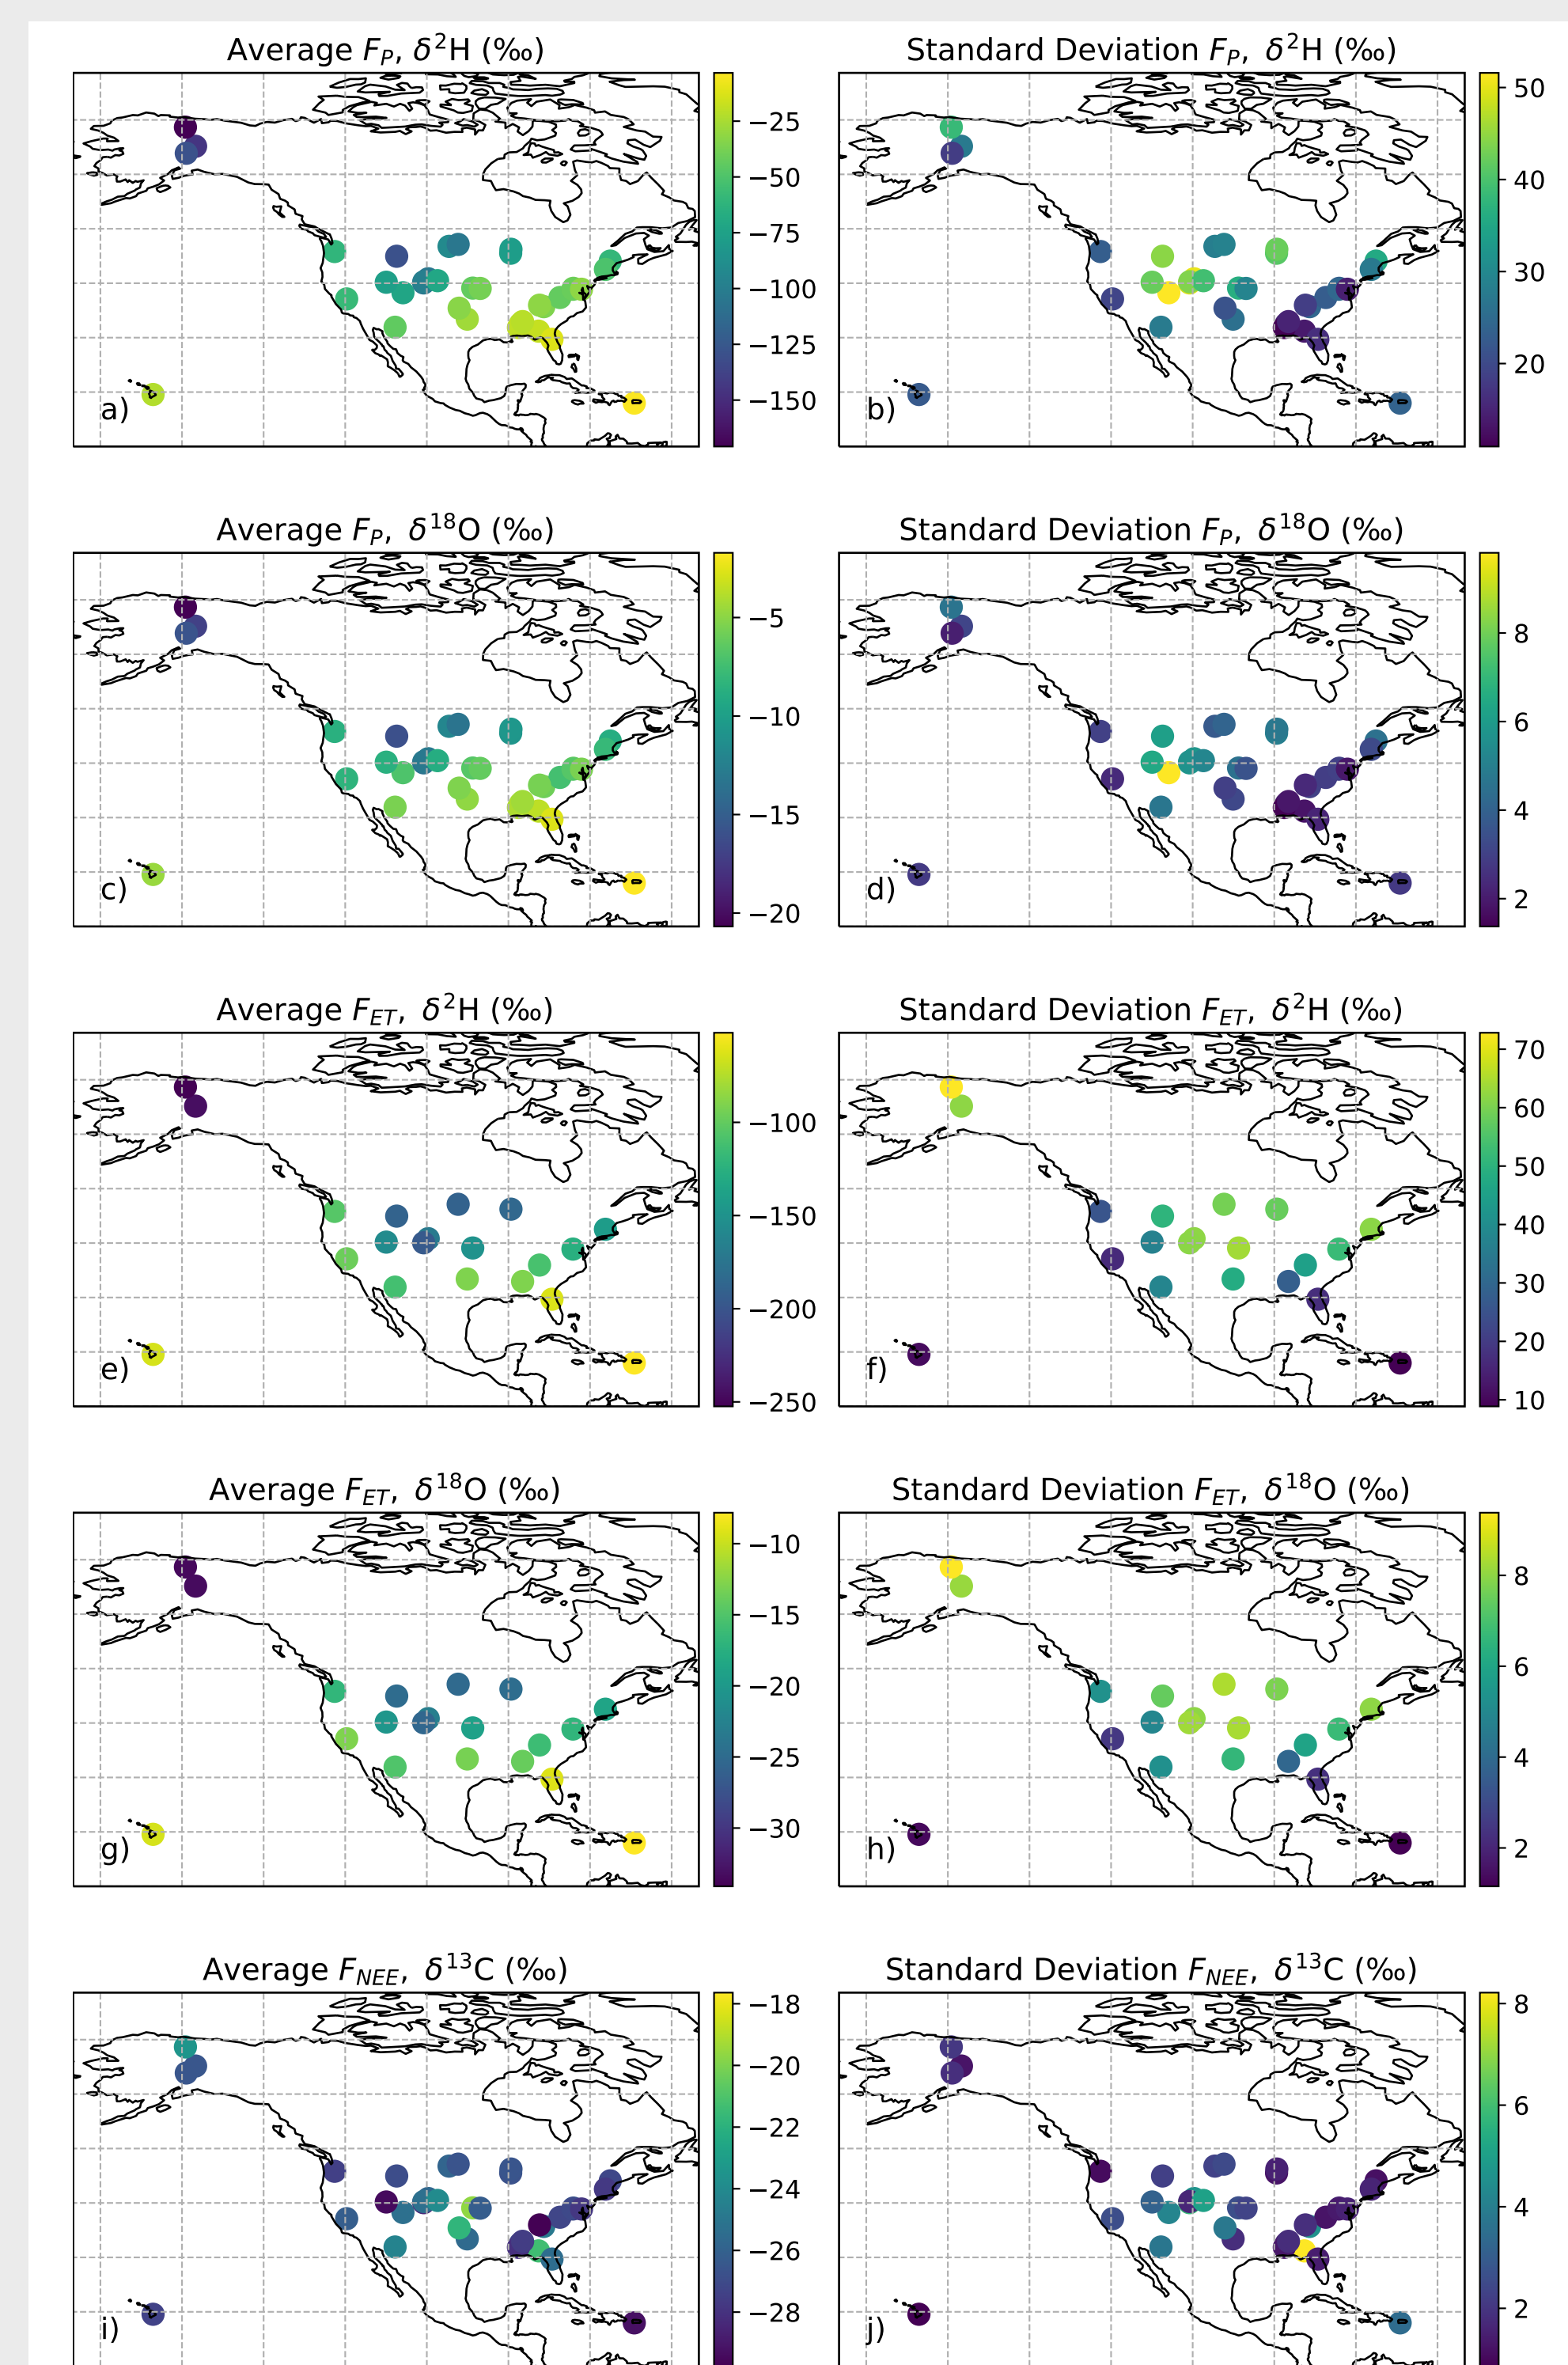 Average F_P, δ²H (‰)
Standard Deviation F_P, δ²H (‰)
−25
−50
−75
−100
−125
−150
a)
50
40
30
20
b)
Average F_P, δ¹⁸O (‰)
Standard Deviation F_P, δ¹⁸O (‰)
−5
−10
−15
−20
c)
8
6
4
2
d)
Average F_ET, δ²H (‰)
Standard Deviation F_ET, δ²H (‰)
−100
−150
−200
−250
e)
70
60
50
40
30
20
10
f)
Average F_ET, δ¹⁸O (‰)
Standard Deviation F_ET, δ¹⁸O (‰)
−10
−15
−20
−25
−30
g)
8
6
4
2
h)
Average F_NEE, δ¹³C (‰)
Standard Deviation F_NEE, δ¹³C (‰)
−18
−20
−22
−24
−26
−28
i)
8
6
4
2
j)